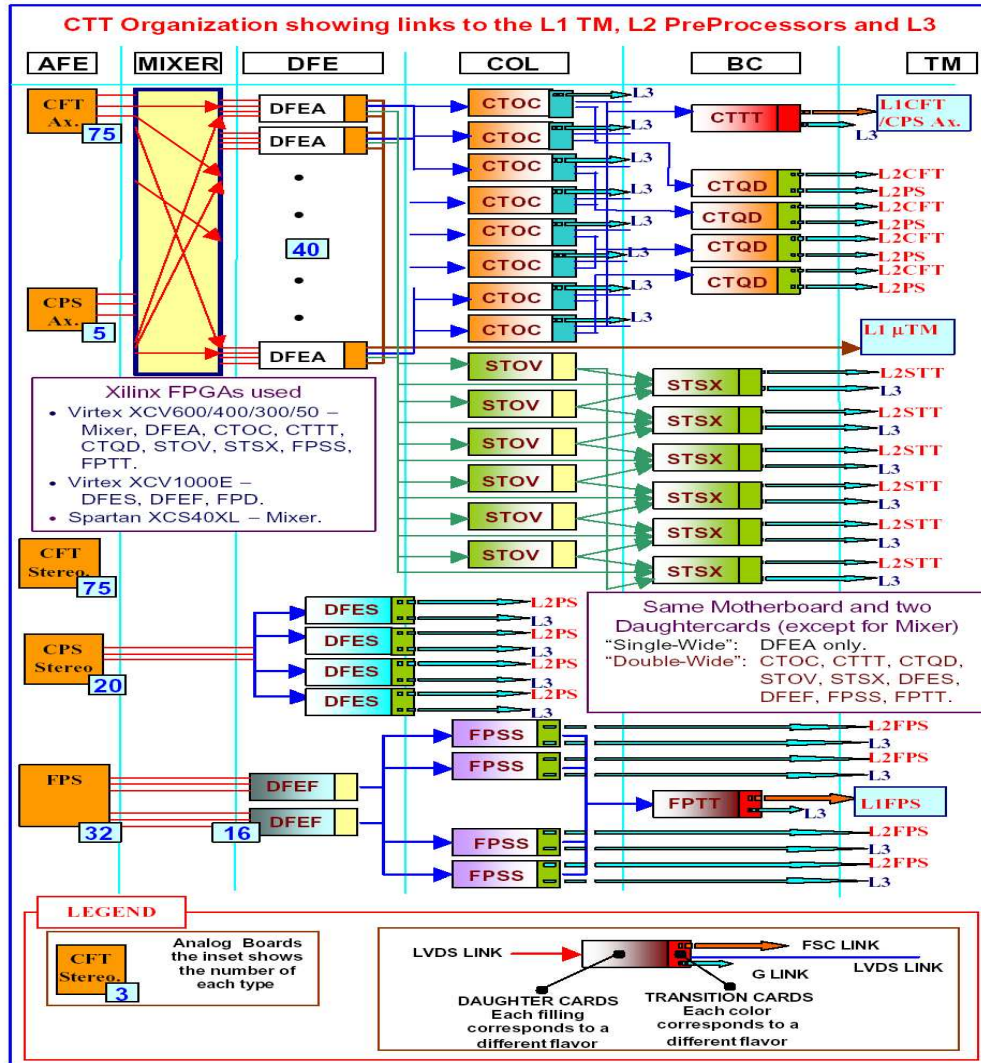 CTT Organization showing links to the L1 TM, L2 PreProcessors and L3
AFE
MIXER
DFE
COL
BC
TM
CFT
Ax.
75
CPS
Ax.
5
DFEA
DFEA
40
DFEA
CTOC
L3
CTOC
L3
CTOC
L3
CTOC
L3
CTOC
L3
CTOC
L3
CTOC
L3
CTOC
L3
CTTT
L3
L1CFT
/CPS Ax.
CTQD
L2CFT
L2PS
CTQD
L2CFT
L2PS
CTQD
L2CFT
L2PS
CTQD
L2CFT
L2PS
L1 µTM
STOV
STOV
STOV
STOV
STOV
STOV
STSX
L2STT
L3
STSX
L2STT
L3
STSX
L2STT
L3
STSX
L2STT
L3
STSX
L2STT
L3
STSX
L2STT
L3
Xilinx FPGAs used
• Virtex XCV600/400/300/50 –
Mixer, DFEA, CTOC, CTTT,
CTQD, STOV, STSX, FPSS,
FPTT.
• Virtex XCV1000E –
DFES, DFEF, FPD.
• Spartan XCS40XL – Mixer.
CFT
Stereo.
75
CPS
Stereo
20
DFES
L2PS
L3
DFES
L2PS
L3
DFES
L2PS
L3
DFES
L2PS
L3
Same Motherboard and two
Daughtercards (except for Mixer)
“Single-Wide”: DFEA only.
“Double-Wide”: CTOC, CTTT, CTQD,
STOV, STSX, DFES,
DFEF, FPSS, FPTT.
FPS
32
16
DFEF
DFEF
FPSS
L2FPS
L3
FPSS
L2FPS
L3
FPTT
L3
L1FPS
FPSS
L2FPS
L3
FPSS
L2FPS
L3
LEGEND
CFT
Stereo.
3
Analog Boards
the inset shows
the number of
each type
LVDS LINK
FSC LINK
LVDS LINK
G LINK
DAUGHTER CARDS
Each filling
corresponds to a
different flavor
TRANSITION CARDS
Each color
corresponds to a
different flavor